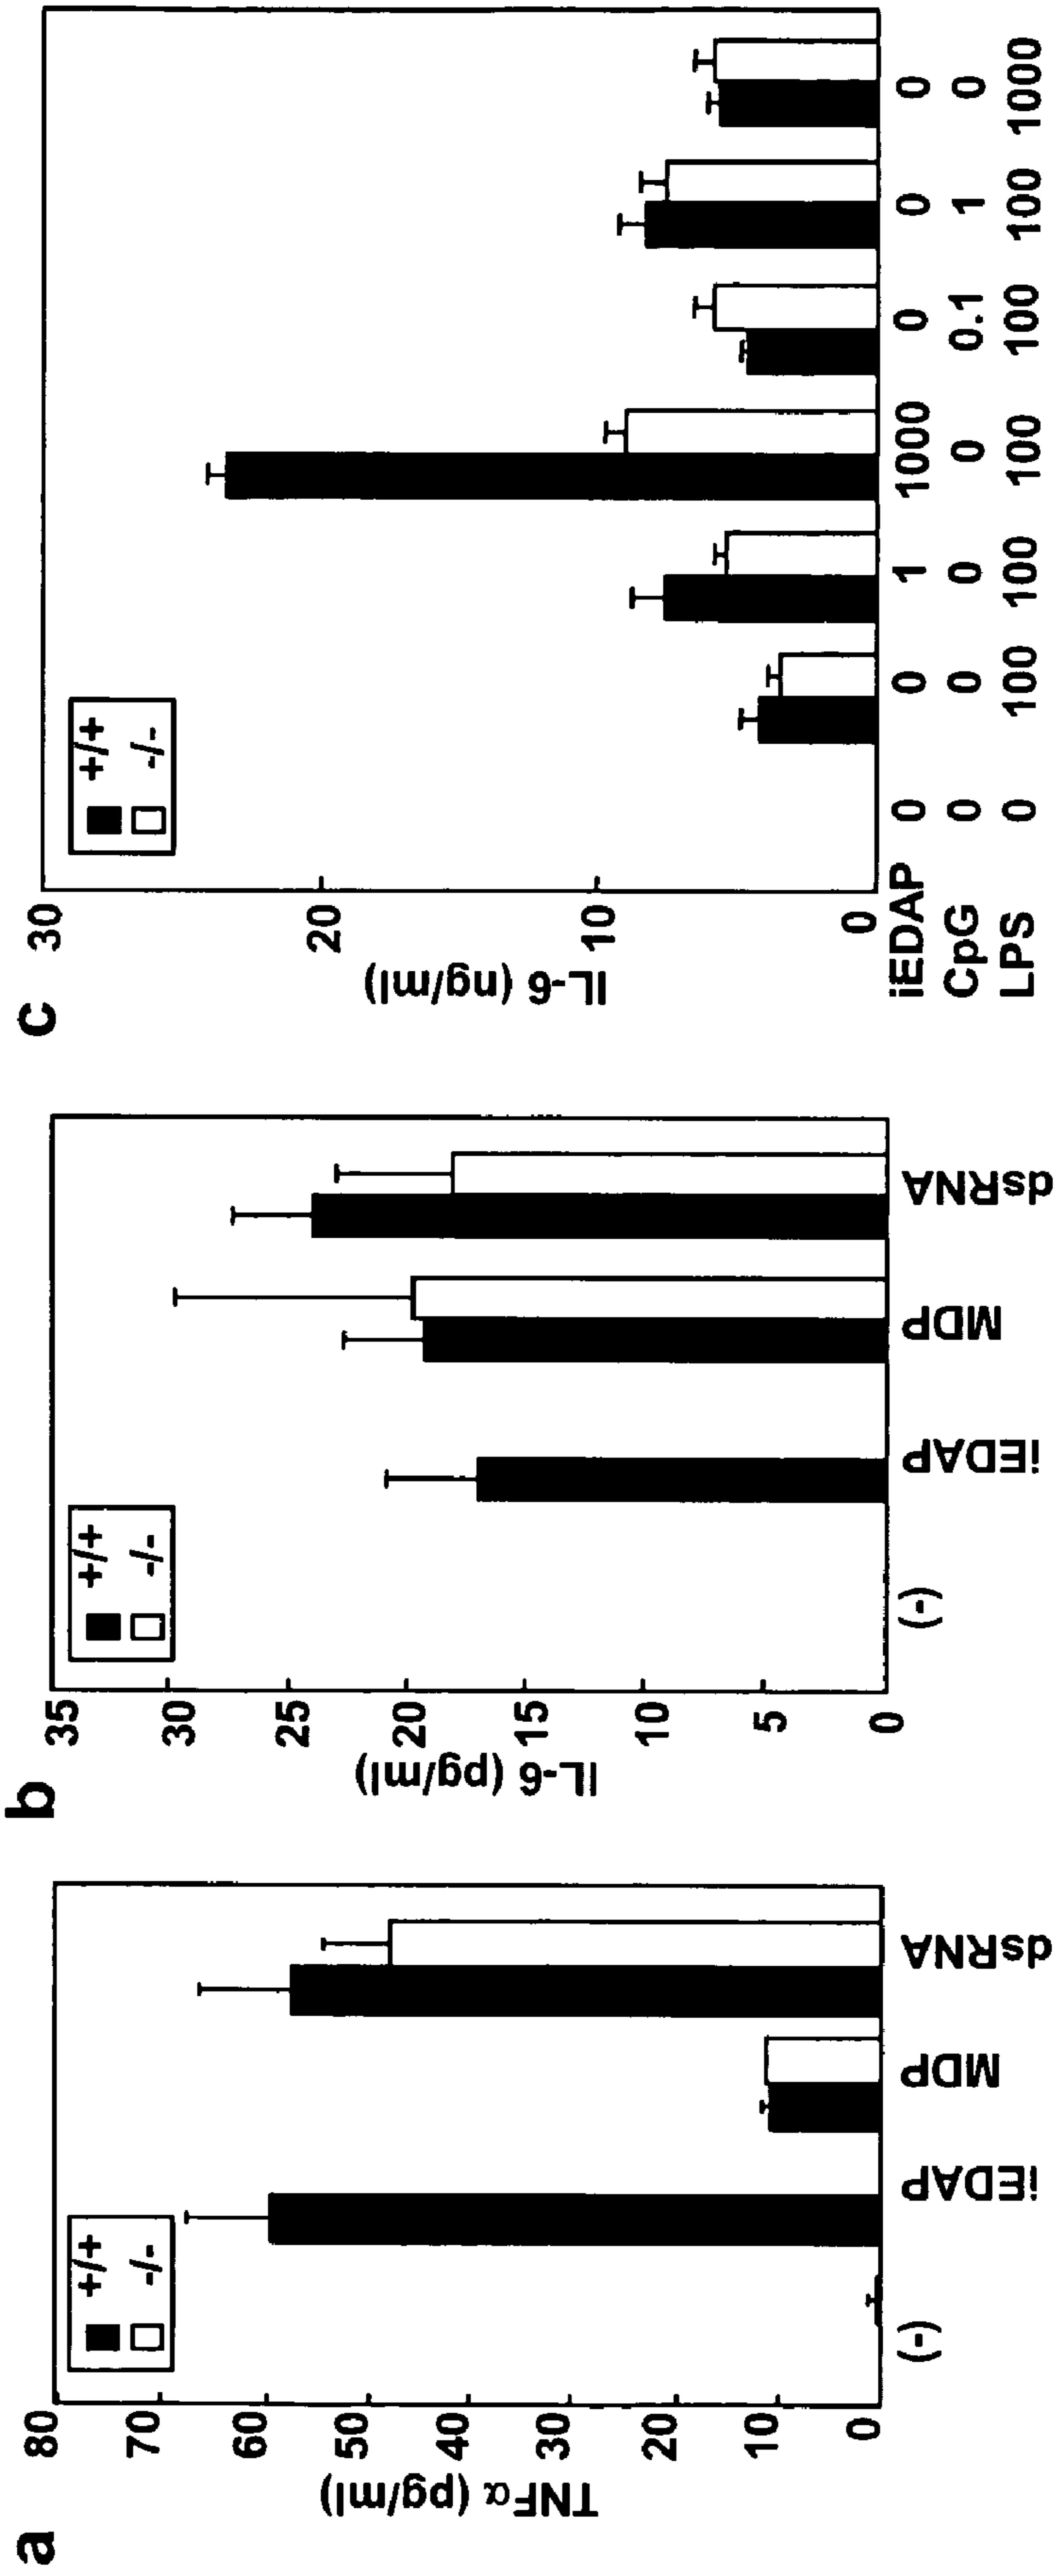 a
TNFα (pg/ml)
80
70
60
50
40
30
20
10
0
+/+
-/-
(-) iEDAP MDP dsRNA
b
IL-6 (pg/ml)
35
30
25
20
15
10
5
0
+/+
-/-
(-) iEDAP MDP dsRNA
c
IL-6 (ng/ml)
30
20
10
0
+/+
-/-
iEDAP 0 0 1 1000 0 0 0
CpG 0 0 0 0 0.1 1 0
LPS 0 100 100 100 100 100 1000